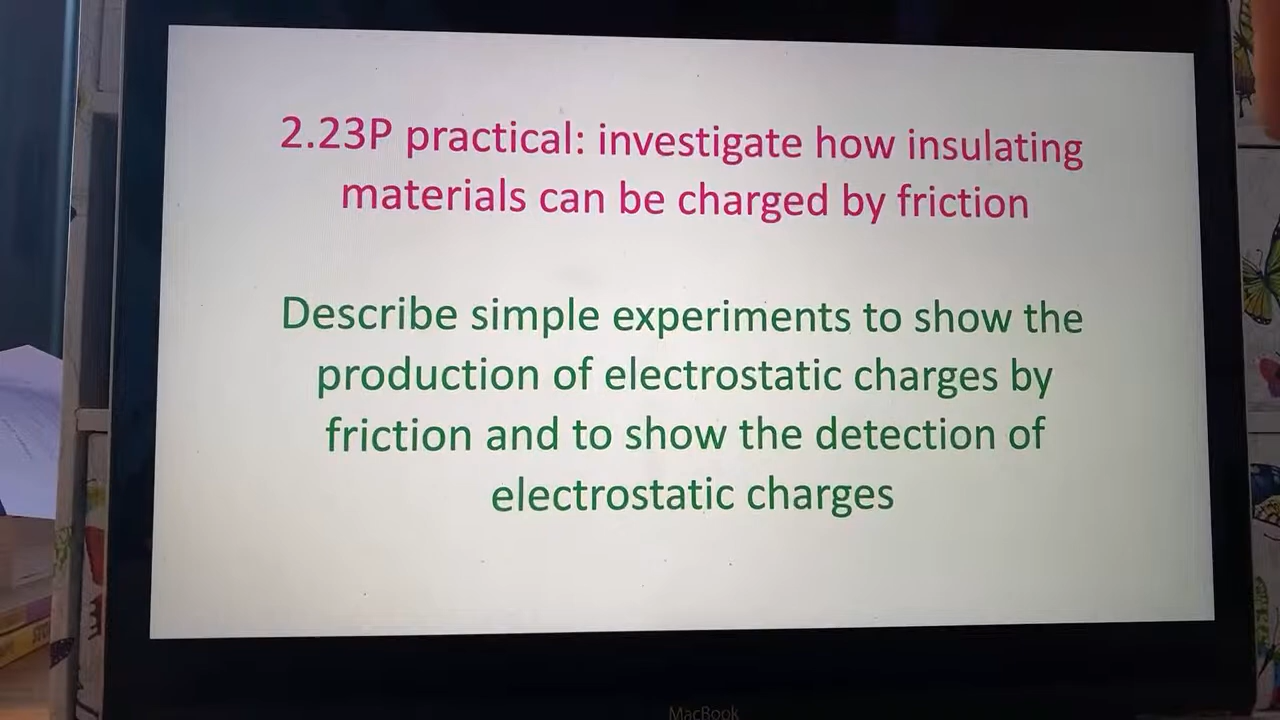 2.23P practical: investigate how insulating
materials can be charged by friction
Describe simple experiments to show the
production of electrostatic charges by
friction and to show the detection of
electrostatic charges
MacBook